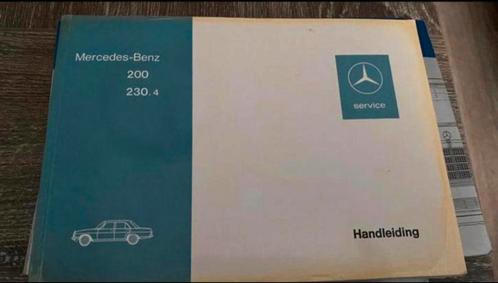 Mercedes-Benz
200
230.4
service
Handleiding